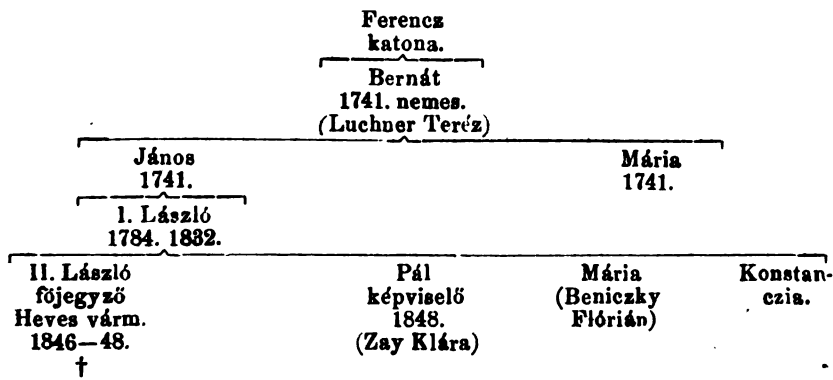 Ferencz
katona.
Bernát
1741. nemes.
(Luchner Teréz)
János
1741.
Mária
1741.
I. László
1784. 1832.
II. László
főjegyző
Heves várm.
1846—48.
†
Pál
képviselő
1848.
(Zay Klára)
Mária
(Beniczky
Flórián)
Konstan-
czia.